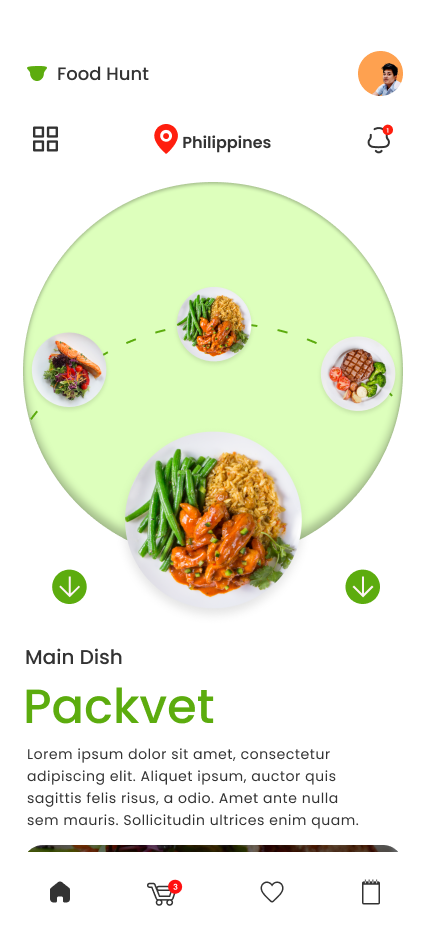 Food Hunt
Philippines
1
Main Dish
Packvet
Lorem ipsum dolor sit amet, consectetur
adipiscing elit. Aliquet ipsum, auctor quis
sagittis felis risus, a odio. Amet ante nulla
sem mauris. Sollicitudin ultrices enim quam.
3